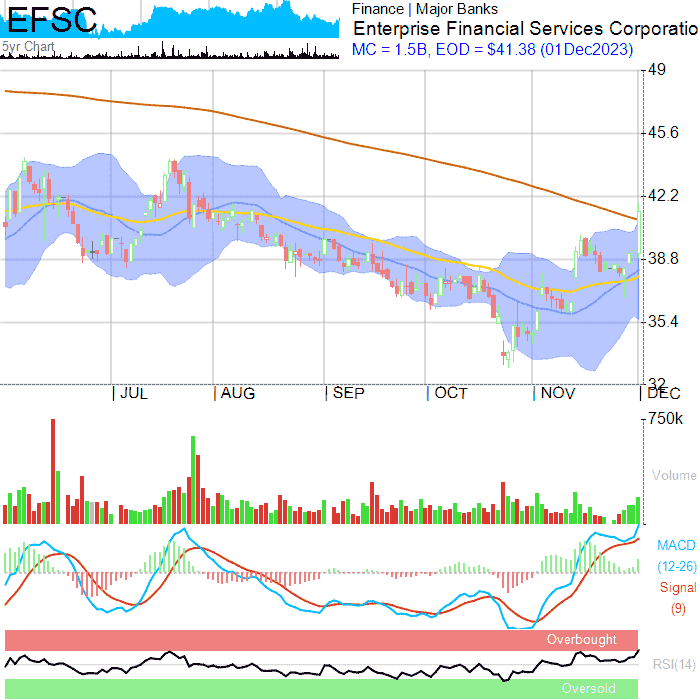 EFSC
5yr Chart
Finance | Major Banks
Enterprise Financial Services Corporatio
MC = 1.5B, EOD = $41.38 (01Dec2023)
49
45.6
42.2
38.8
35.4
32
JUL AUG SEP OCT NOV DEC
750k
Volume
MACD
(12-26)
Signal
(9)
Overbought
RSI(14)
Oversold